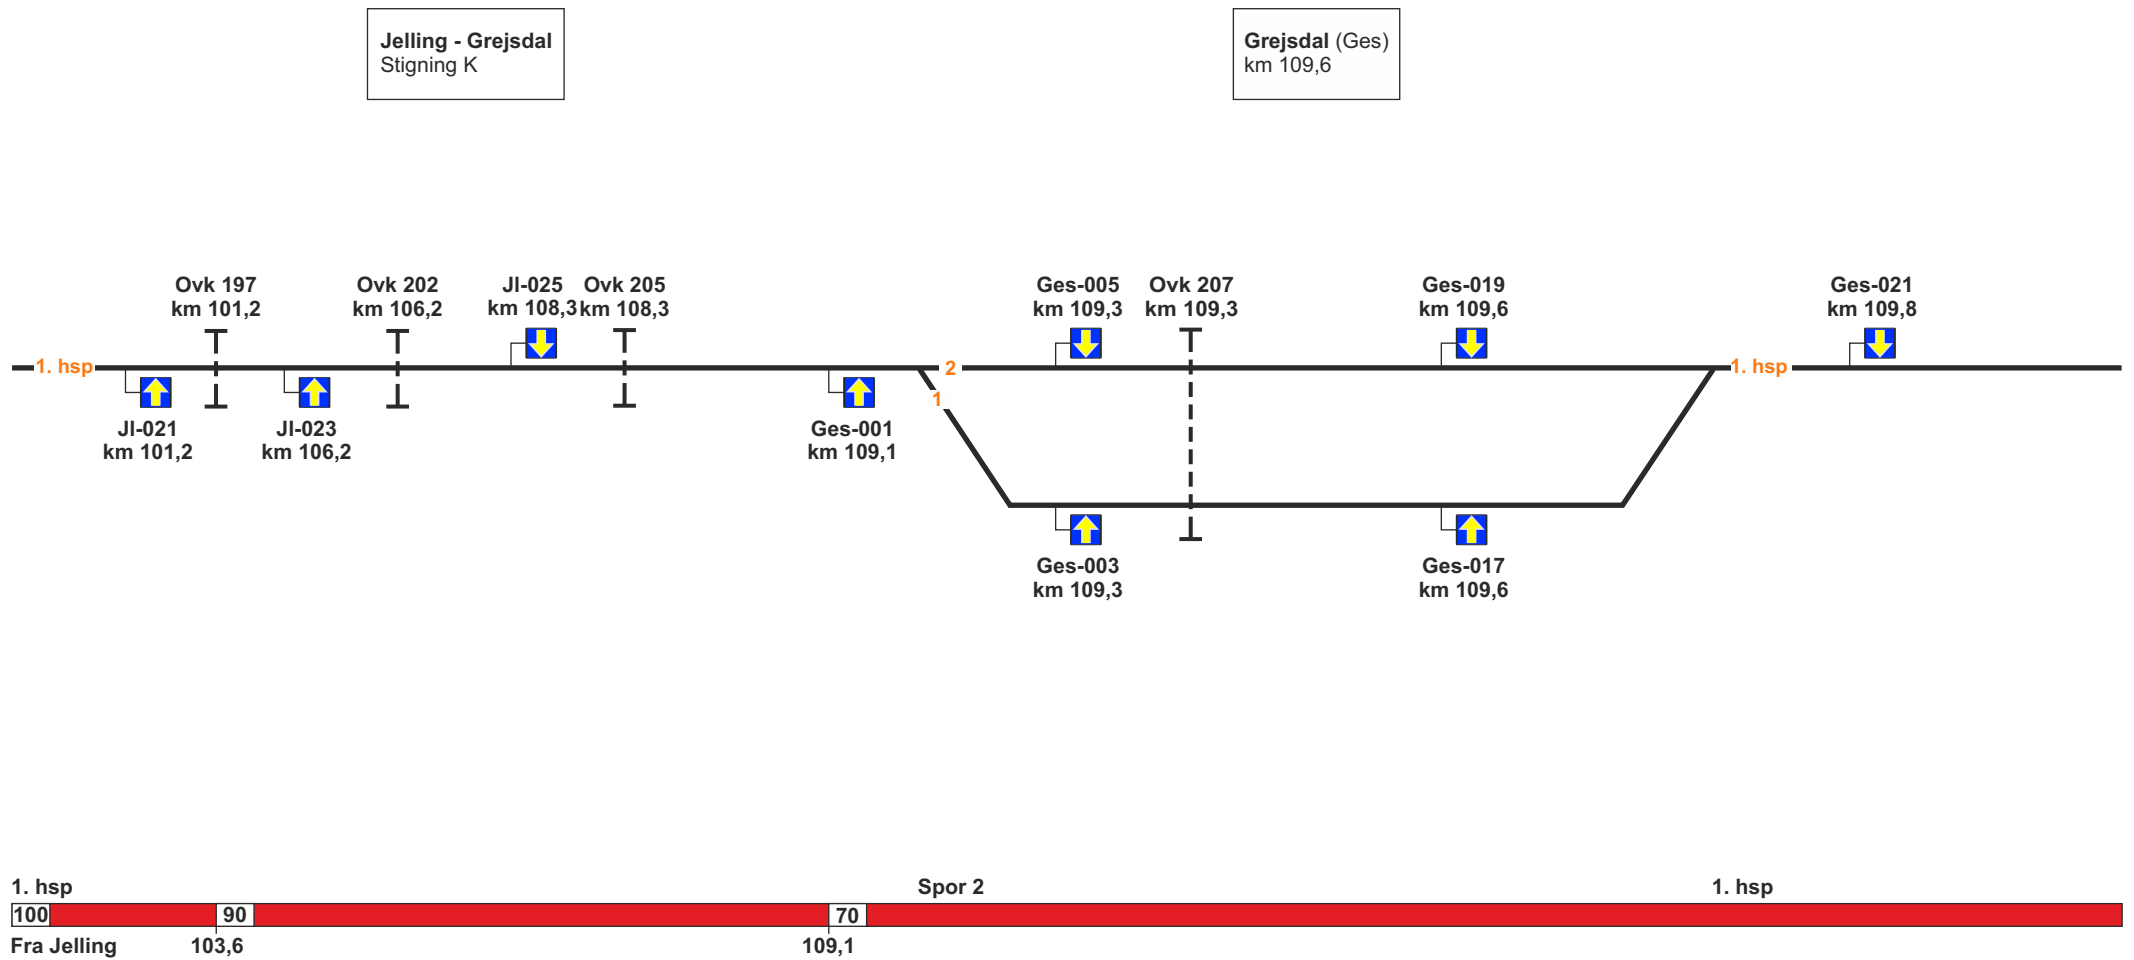 Jelling - Grejsdal
Stigning K
Grejsdal (Ges)
km 109,6
Ovk 197
km 101,2
Ovk 202
km 106,2
Jl-025
km 108,3
Ovk 205
km 108,3
Ges-005
km 109,3
Ovk 207
km 109,3
Ges-019
km 109,6
Ges-021
km 109,8
1. hsp
2
1. hsp
1
Jl-021
km 101,2
Jl-023
km 106,2
Ges-001
km 109,1
Ges-003
km 109,3
Ges-017
km 109,6
1. hsp
Spor 2
1. hsp
100
90
70
Fra Jelling
103,6
109,1